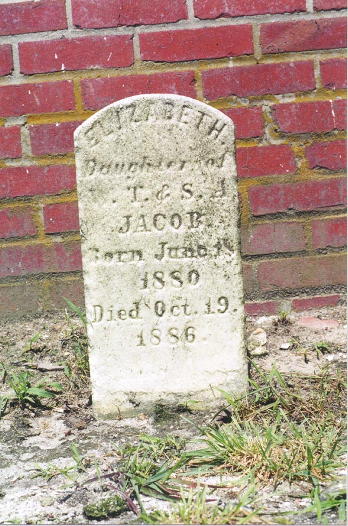 ELIZABETH,
Daughter of
T. & S.
JACOB
Born June 18
1880
Died Oct. 19.
1886.